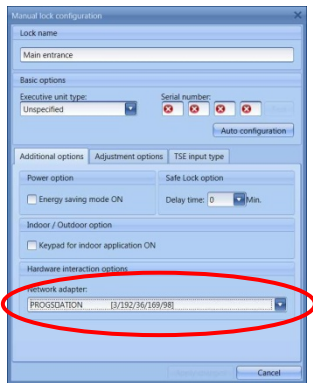 Manual lock configuration
Lock name
Main entrance
Basic options
Executive unit type: Serial number:
Unspecified
Auto configuration
Additional options Adjustment options TSE input type
Power option Safe Lock option
Energy saving mode ON Delay time: 0 Min.
Indoor / Outdoor option
Keypad for indoor application ON
Hardware interaction options
Network adapter:
PROGSDATION [3/192/36/169/98]
Cancel